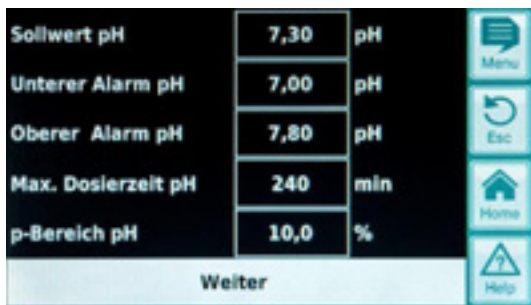 Sollwert pH 7,30 pH
Unterer Alarm pH 7,00 pH
Oberer Alarm pH 7,80 pH
Max. Dosierzeit pH 240 min
p-Bereich pH 10,0 %
Weiter
Menu
Esc
Home
Help